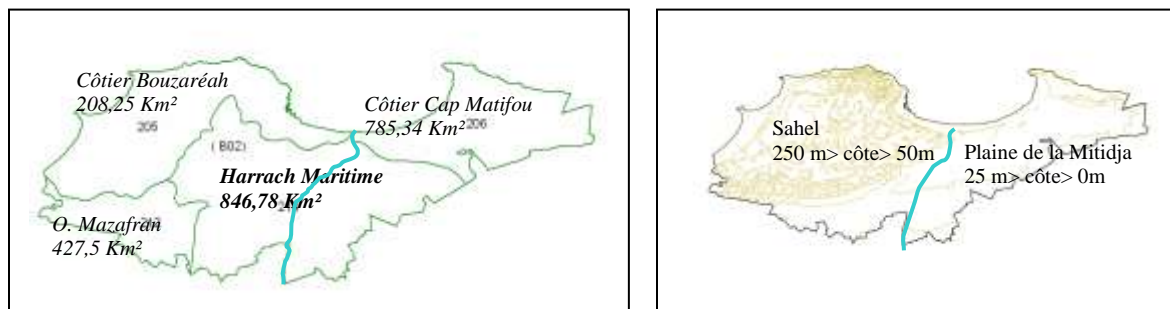 Côtier Bouzaréah
208,25 Km²
205
( B02)
Côtier Cap Matifou
785,34 Km²
206
Harrach Maritime
846,78 Km²
O. Mazafran
427,5 Km²
Sahel
250 m> côte> 50m
Plaine de la Mitidja
25 m> côte> 0m